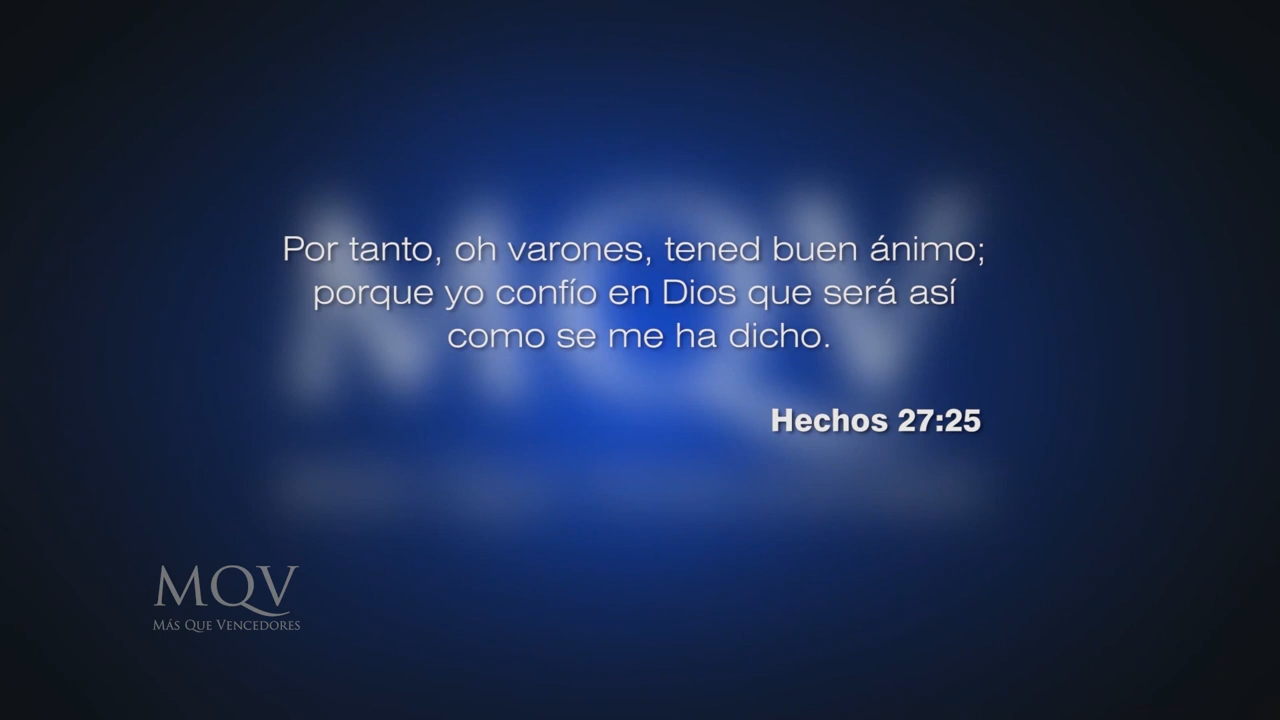 Por tanto, oh varones, tened buen ánimo;
porque yo confío en Dios que será así
como se me ha dicho.
Hechos 27:25
MQV
MÁS QUE VENCEDORES